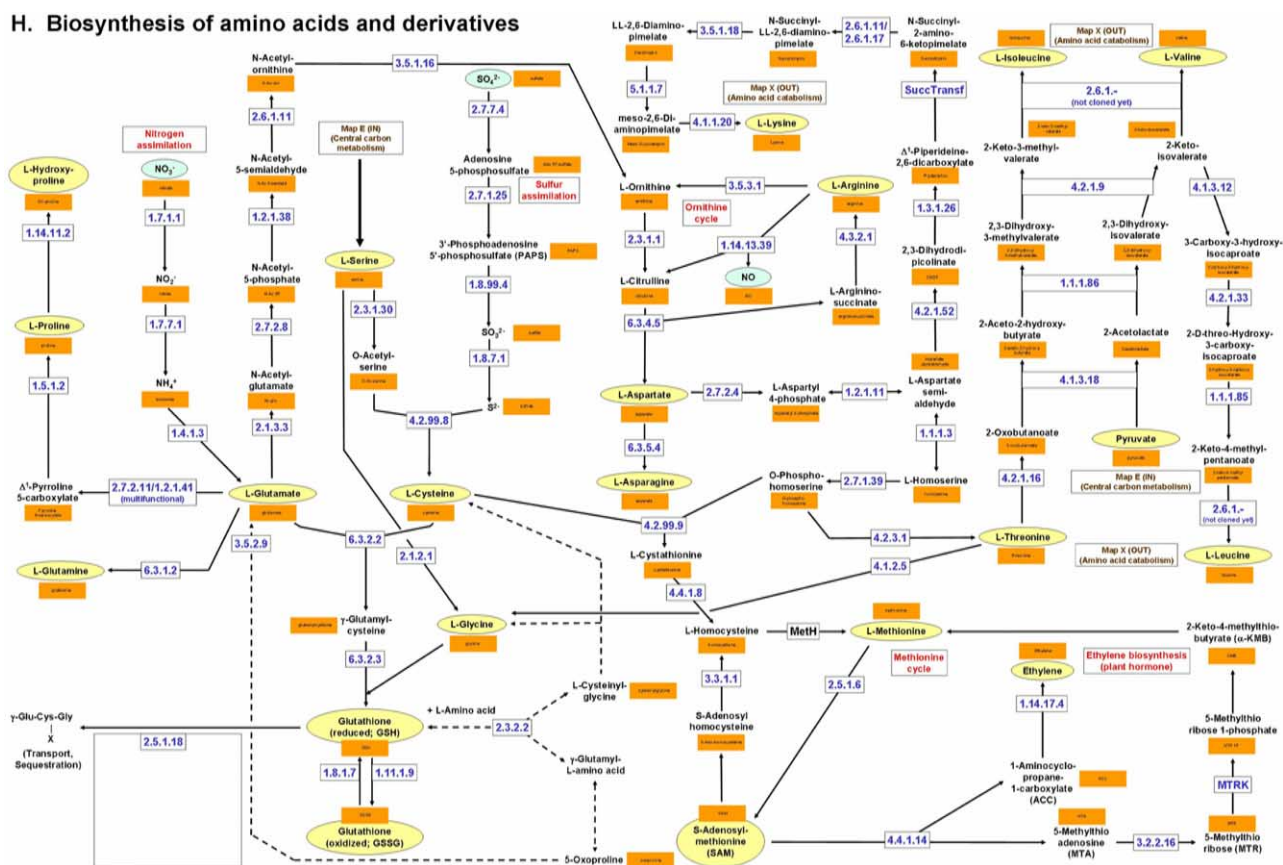 H. Biosynthesis of amino acids and derivatives
N-Acetyl-
ornithine
3.5.1.16
2.6.1.11
N-Acetyl-
5-semialdehyde
1.2.1.38
N-Acetyl-
5-phosphate
2.7.2.8
N-Acetyl-
glutamate
2.1.3.3
L-Hydroxy-
proline
1.14.11.2
L-Proline
1.5.1.2
Δ¹-Pyrroline
5-carboxylate
2.7.2.11/1.2.1.41
(multifunctional)
Nitrogen
assimilation
NO₃⁻
1.7.1.1
NO₂⁻
1.7.7.1
NH₄⁺
1.4.1.3
L-Glutamate
3.5.2.9
L-Glutamine
6.3.1.2
Map E (IN)
(Central carbon
metabolism)
L-Serine
2.3.1.30
O-Acetyl-
serine
SO₄²⁻
sulfate
2.7.7.4
Adenosine
5-phosphosulfate
Sulfur
assimilation
2.7.1.25
3'-Phosphoadenosine
5'-phosphosulfate (PAPS)
PAPS
1.8.99.4
SO₃²⁻
sulfite
1.8.7.1
S²⁻
4.2.99.8
L-Cysteine
6.3.2.2
2.1.2.1
γ-Glutamyl-
cysteine
6.3.2.3
L-Glycine
+ L-Amino acid
Glutathione
(reduced; GSH)
1.8.1.7
1.11.1.9
Glutathione
(oxidized; GSSG)
2.3.2.2
L-Cysteinyl-
glycine
γ-Glutamyl-
L-amino acid
5-Oxoproline
γ-Glu-Cys-Gly
X
(Transport,
Sequestration)
2.5.1.18
LL-2,6-Diamino-
pimelate
3.5.1.18
N-Succinyl-
LL-2,6-diamino-
pimelate
2.6.1.11/
2.6.1.17
N-Succinyl-
2-amino-
6-ketopimelate
5.1.1.7
Map X (OUT)
(Amino acid catabolism)
SuccTransf
meso-2,6-Di-
aminopimelate
4.1.1.20
L-Lysine
Δ¹-Piperideine-
2,6-dicarboxylate
1.3.1.26
2,3-Dihydrodi-
picolinate
4.2.1.52
L-Ornithine
3.5.3.1
L-Arginine
Ornithine
cycle
2.3.1.1
1.14.13.39
4.3.2.1
L-Citrulline
NO
L-Arginino-
succinate
6.3.4.5
L-Aspartate
2.7.2.4
L-Aspartyl
4-phosphate
1.2.1.11
L-Aspartate
semi-
aldehyde
6.3.5.4
1.1.1.3
L-Asparagine
O-Phospho-
homoserine
2.7.1.39
L-Homoserine
4.2.99.9
4.2.3.1
L-Cystathionine
4.1.2.5
4.4.1.8
L-Threonine
L-Homocysteine
MetH
L-Methionine
Methionine
cycle
3.3.1.1
2.5.1.6
S-Adenosyl
homocysteine
S-Adenosyl-
methionine
(SAM)
4.4.1.14
Map X (OUT)
(Amino acid catabolism)
L-Isoleucine
L-Valine
2.6.1.-
(not cloned yet)
2-Keto-3-methyl-
valerate
2-Keto-
isovalerate
4.2.1.9
4.1.3.12
2,3-Dihydroxy-
3-methylvalerate
2,3-Dihydroxy-
isovalerate
3-Carboxy-3-hydroxy-
isocaproate
1.1.1.86
4.2.1.33
2-Aceto-2-hydroxy-
butyrate
2-Acetolactate
2-D-threo-Hydroxy-
3-carboxy-
isocaproate
4.1.3.18
1.1.1.85
2-Oxobutanoate
Pyruvate
2-Keto-4-methyl-
pentanoate
4.2.1.16
Map E (IN)
(Central carbon metabolism)
2.6.1.-
(not cloned yet)
Map X (OUT)
(Amino acid catabolism)
L-Leucine
Ethylene
Ethylene biosynthesis
(plant hormone)
1.14.17.4
1-Aminocyclo-
propane-
1-carboxylate
(ACC)
5-Methylthio
adenosine
(MTA)
3.2.2.16
5-Methylthio
ribose (MTR)
MTRK
5-Methylthio
ribose 1-phosphate
2-Keto-4-methylthio-
butyrate (α-KMB)